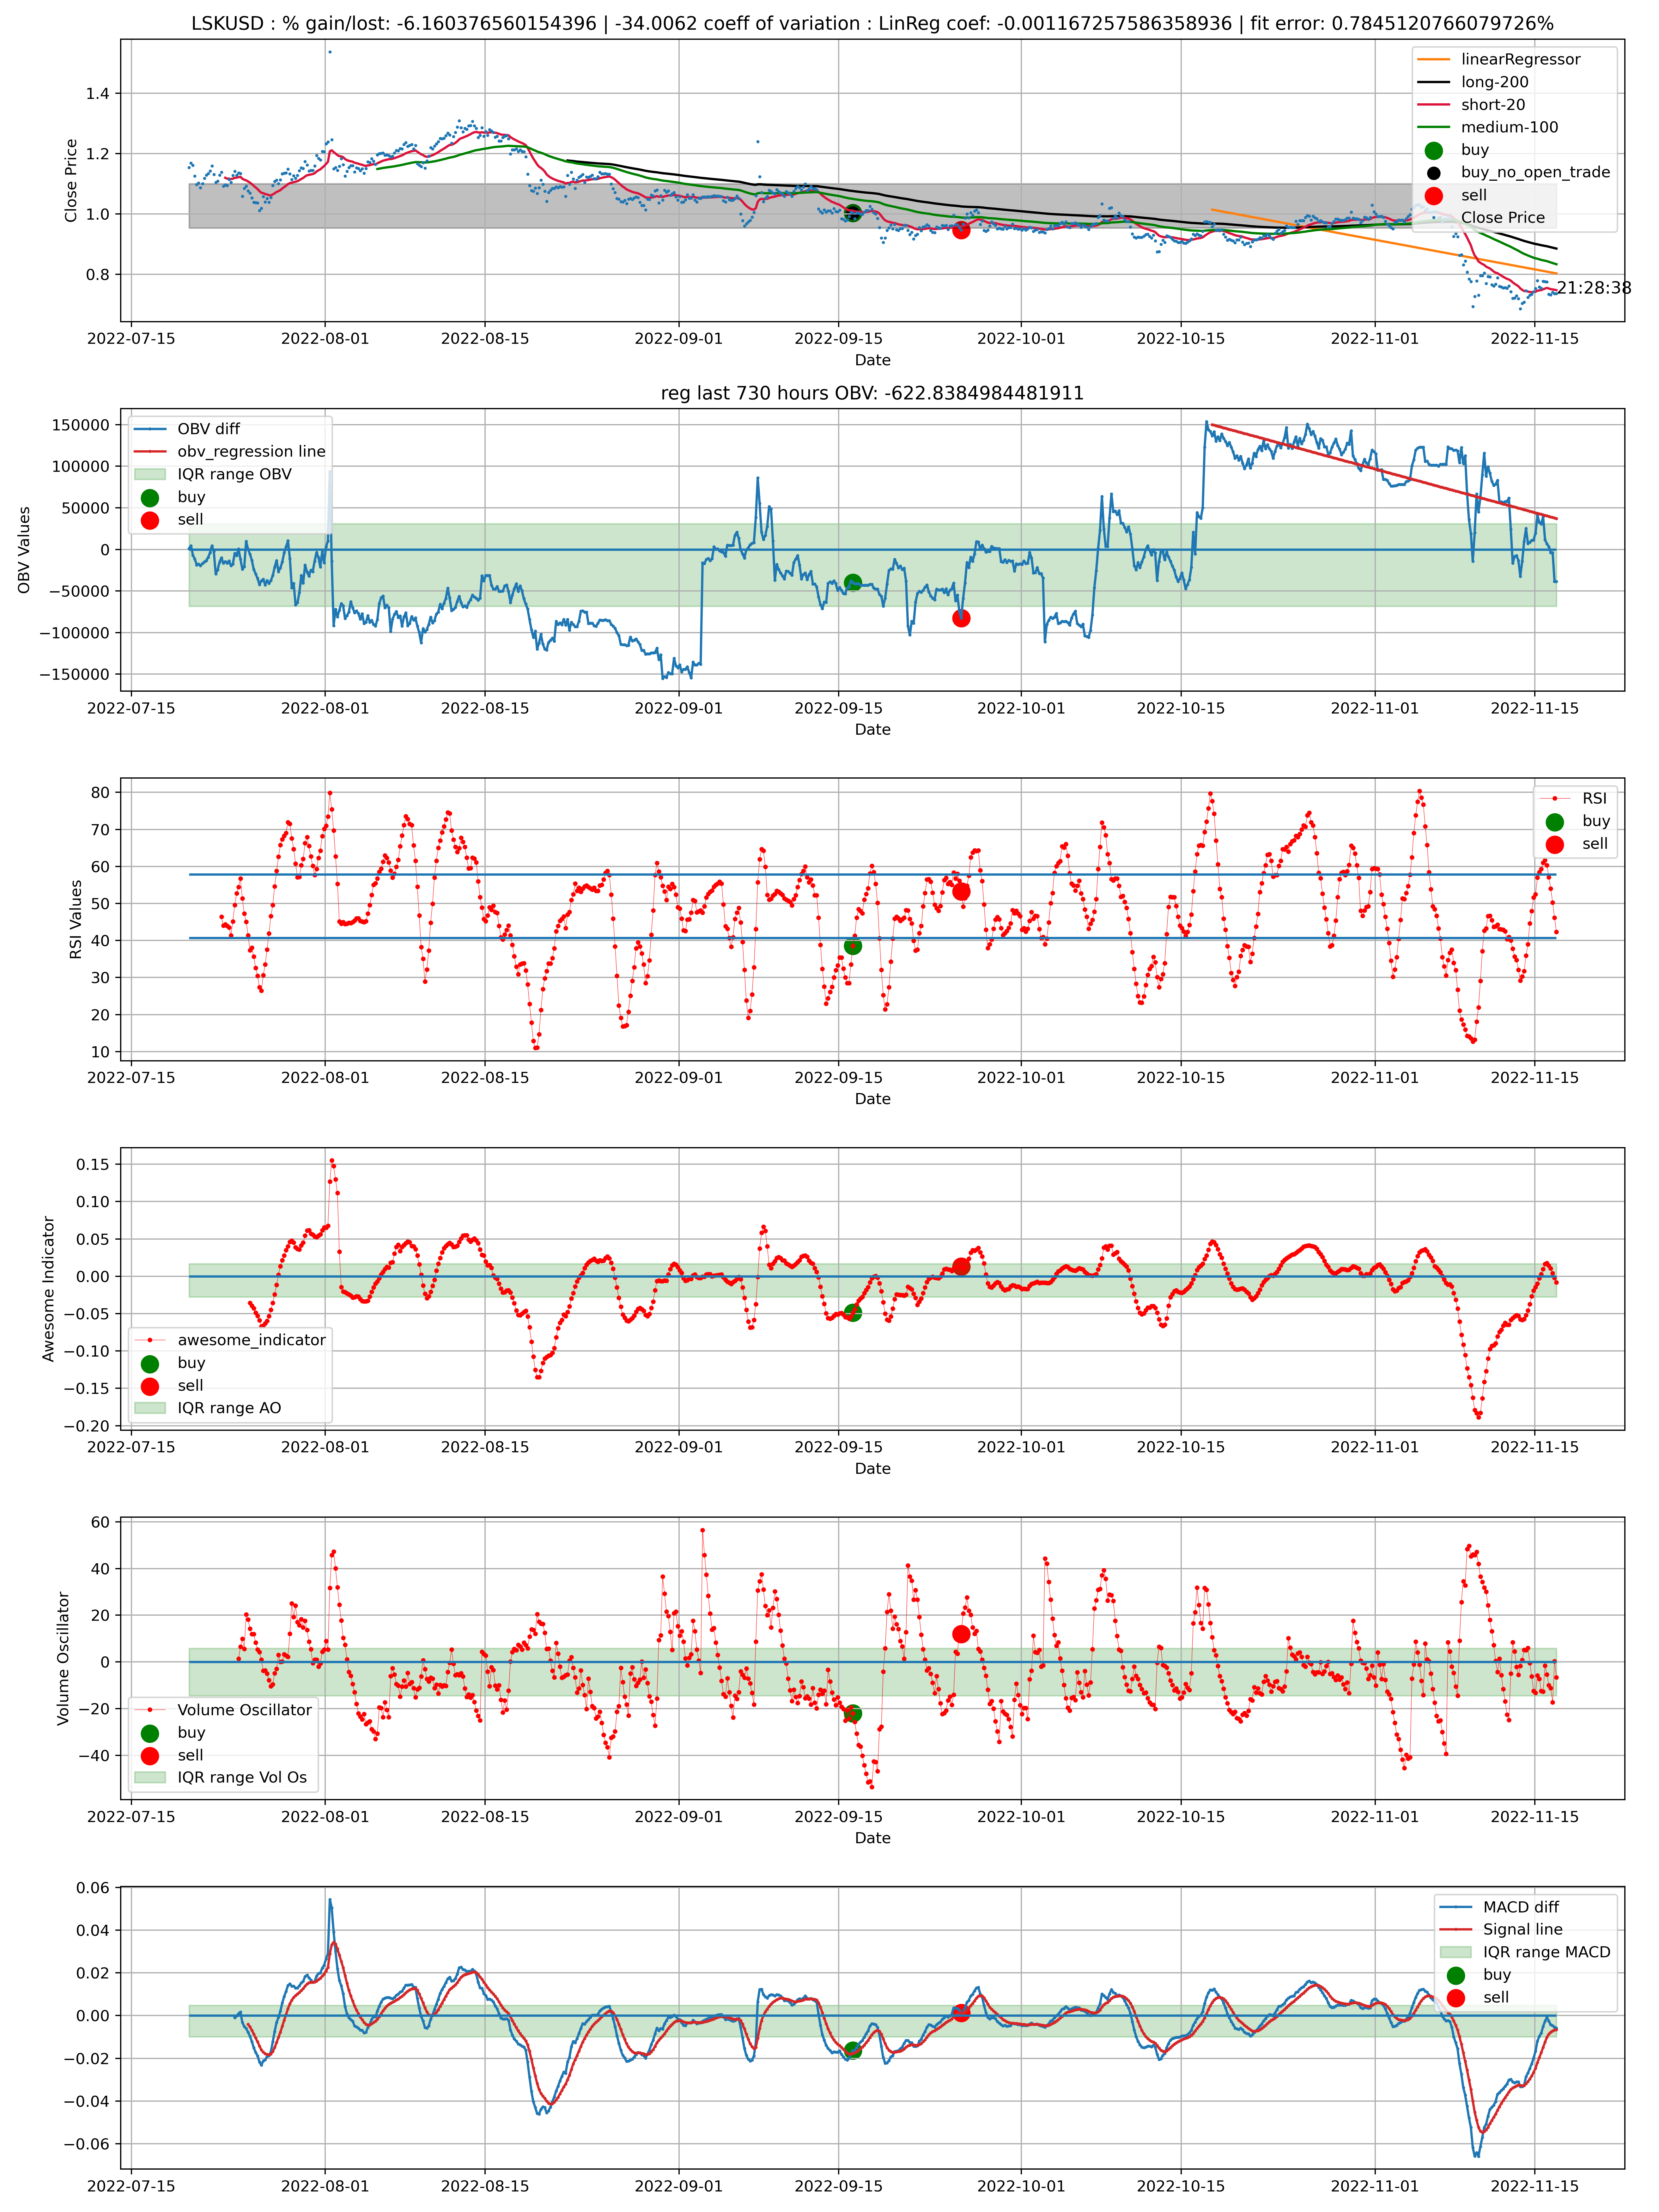 LSKUSD : % gain/lost: -6.160376560154396 | -34.0062 coeff of variation : LinReg coef: -0.001167257586358936 | fit error: 0.7845120766079726%
Close Price
1.4
1.2
1.0
0.8
linearRegressor
long-200
short-20
medium-100
buy
buy_no_open_trade
sell
Close Price
21:28:38
2022-07-15 2022-08-01 2022-08-15 2022-09-01 2022-09-15 2022-10-01 2022-10-15 2022-11-01 2022-11-15
Date
reg last 730 hours OBV: -622.8384984481911
OBV Values
150000
100000
50000
0
−50000
−100000
−150000
OBV diff
obv_regression line
IQR range OBV
buy
sell
2022-07-15 2022-08-01 2022-08-15 2022-09-01 2022-09-15 2022-10-01 2022-10-15 2022-11-01 2022-11-15
Date
RSI Values
80
70
60
50
40
30
20
10
RSI
buy
sell
2022-07-15 2022-08-01 2022-08-15 2022-09-01 2022-09-15 2022-10-01 2022-10-15 2022-11-01 2022-11-15
Date
Awesome Indicator
0.15
0.10
0.05
0.00
−0.05
−0.10
−0.15
−0.20
awesome_indicator
buy
sell
IQR range AO
2022-07-15 2022-08-01 2022-08-15 2022-09-01 2022-09-15 2022-10-01 2022-10-15 2022-11-01 2022-11-15
Date
Volume Oscillator
60
40
20
0
−20
−40
Volume Oscillator
buy
sell
IQR range Vol Os
2022-07-15 2022-08-01 2022-08-15 2022-09-01 2022-09-15 2022-10-01 2022-10-15 2022-11-01 2022-11-15
Date
0.06
0.04
0.02
0.00
−0.02
−0.04
−0.06
MACD diff
Signal line
IQR range MACD
buy
sell
2022-07-15 2022-08-01 2022-08-15 2022-09-01 2022-09-15 2022-10-01 2022-10-15 2022-11-01 2022-11-15